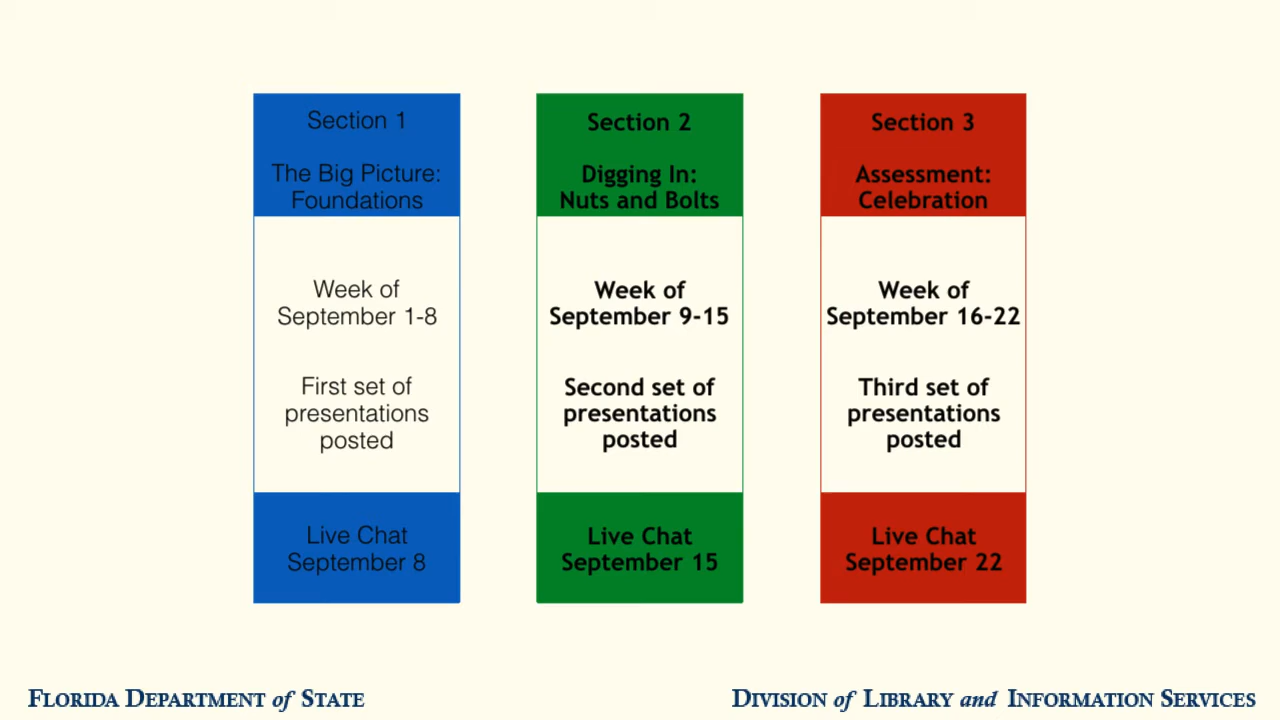 Section 1
The Big Picture:
Foundations
Week of
September 1-8
First set of
presentations
posted
Live Chat
September 8
Section 2
Digging In:
Nuts and Bolts
Week of
September 9-15
Second set of
presentations
posted
Live Chat
September 15
Section 3
Assessment:
Celebration
Week of
September 16-22
Third set of
presentations
posted
Live Chat
September 22
FLORIDA DEPARTMENT of STATE
DIVISION of LIBRARY and INFORMATION SERVICES